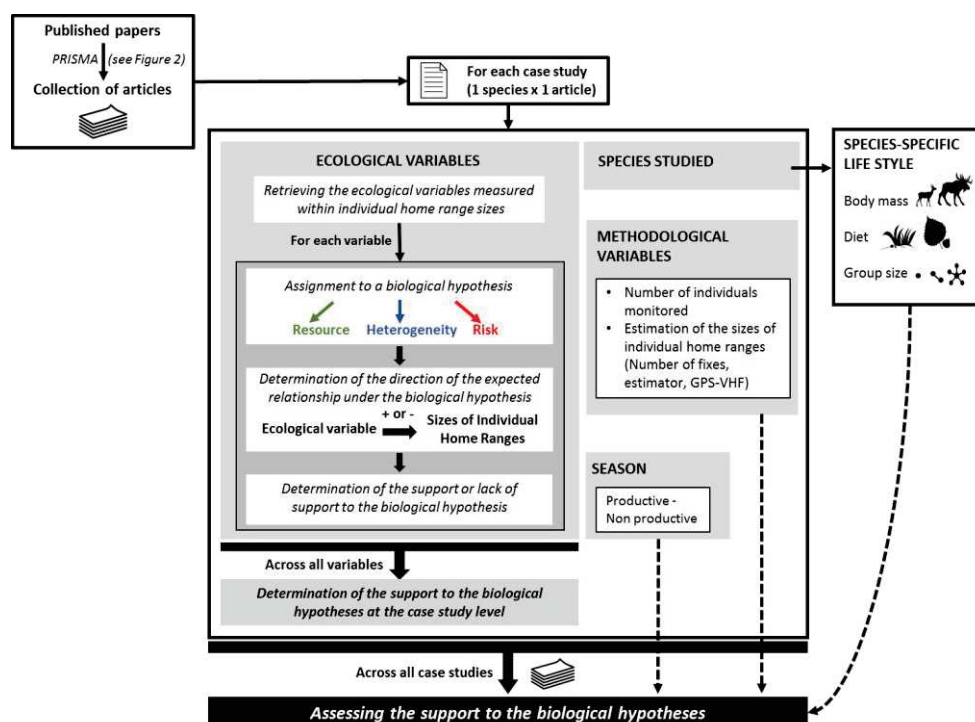 Published papers
PRISMA (see Figure 2)
Collection of articles
For each case study
(1 species x 1 article)
ECOLOGICAL VARIABLES
Retrieving the ecological variables measured
within individual home range sizes
For each variable
Assignment to a biological hypothesis
Resource Heterogeneity Risk
Determination of the direction of the expected
relationship under the biological hypothesis
+ or -
Ecological variable Sizes of Individual
Home Ranges
Determination of the support or lack of
support to the biological hypothesis
Across all variables
Determination of the support to the biological
hypotheses at the case study level
SPECIES STUDIED
METHODOLOGICAL
VARIABLES
• Number of individuals
monitored
• Estimation of the sizes of
individual home ranges
(Number of fixes,
estimator, GPS-VHF)
SEASON
Productive -
Non productive
SPECIES-SPECIFIC
LIFE STYLE
Body mass
Diet
Group size
Across all case studies
Assessing the support to the biological hypotheses